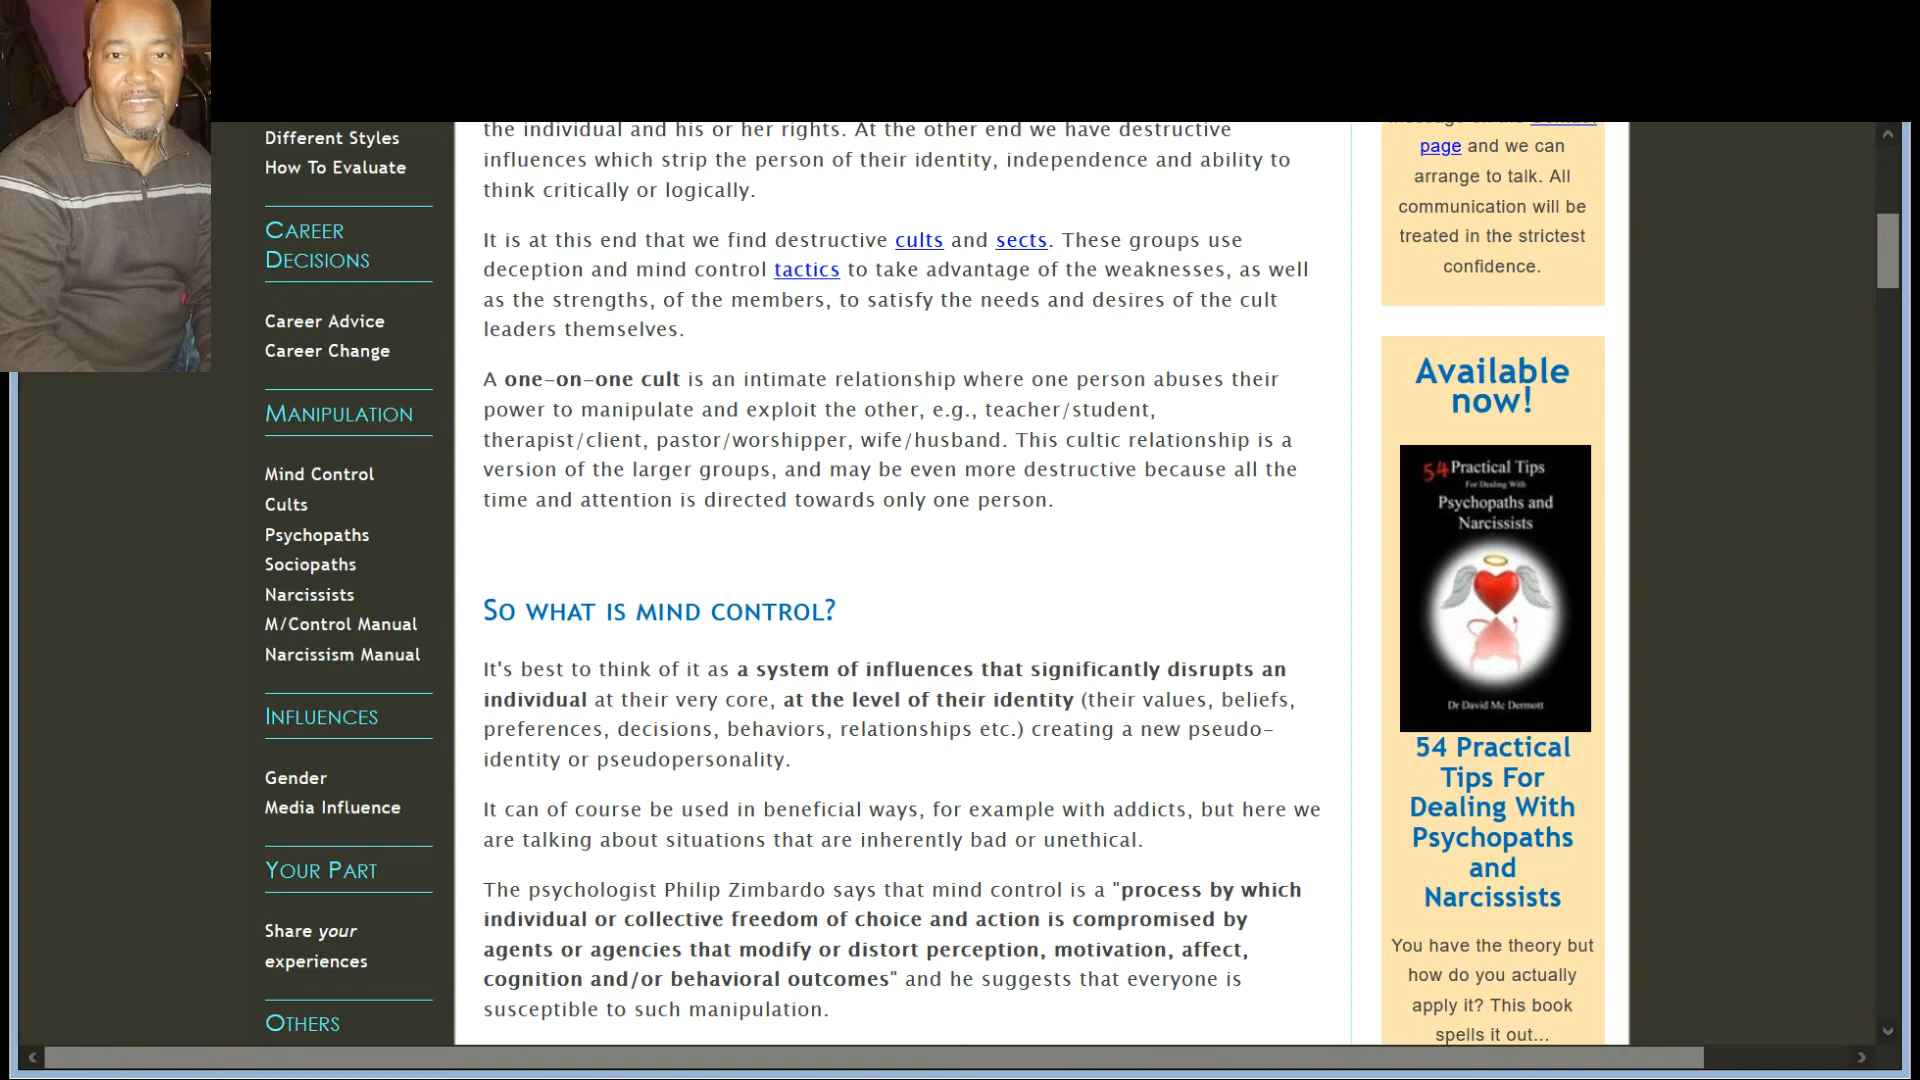 Different Styles
How To Evaluate
CAREER
DECISIONS
Career Advice
Career Change
MANIPULATION
Mind Control
Cults
Psychopaths
Sociopaths
Narcissists
M/Control Manual
Narcissism Manual
INFLUENCES
Gender
Media Influence
YOUR PART
Share your
experiences
OTHERS
the individual and his or her rights. At the other end we have destructive
influences which strip the person of their identity, independence and ability to
think critically or logically.
It is at this end that we find destructive cults and sects. These groups use
deception and mind control tactics to take advantage of the weaknesses, as well
as the strengths, of the members, to satisfy the needs and desires of the cult
leaders themselves.
A one-on-one cult is an intimate relationship where one person abuses their
power to manipulate and exploit the other, e.g., teacher/student,
therapist/client, pastor/worshipper, wife/husband. This cultic relationship is a
version of the larger groups, and may be even more destructive because all the
time and attention is directed towards only one person.
SO WHAT IS MIND CONTROL?
It's best to think of it as a system of influences that significantly disrupts an
individual at their very core, at the level of their identity (their values, beliefs,
preferences, decisions, behaviors, relationships etc.) creating a new pseudo-
identity or pseudopersonality.
It can of course be used in beneficial ways, for example with addicts, but here we
are talking about situations that are inherently bad or unethical.
The psychologist Philip Zimbardo says that mind control is a "process by which
individual or collective freedom of choice and action is compromised by
agents or agencies that modify or distort perception, motivation, affect,
cognition and/or behavioral outcomes" and he suggests that everyone is
susceptible to such manipulation.
page and we can
arrange to talk. All
communication will be
treated in the strictest
confidence.
Available
now!
54 Practical Tips
For Dealing With
Psychopaths and
Narcissists
Dr David Mc Dermott
54 Practical
Tips For
Dealing With
Psychopaths
and
Narcissists
You have the theory but
how do you actually
apply it? This book
spells it out...